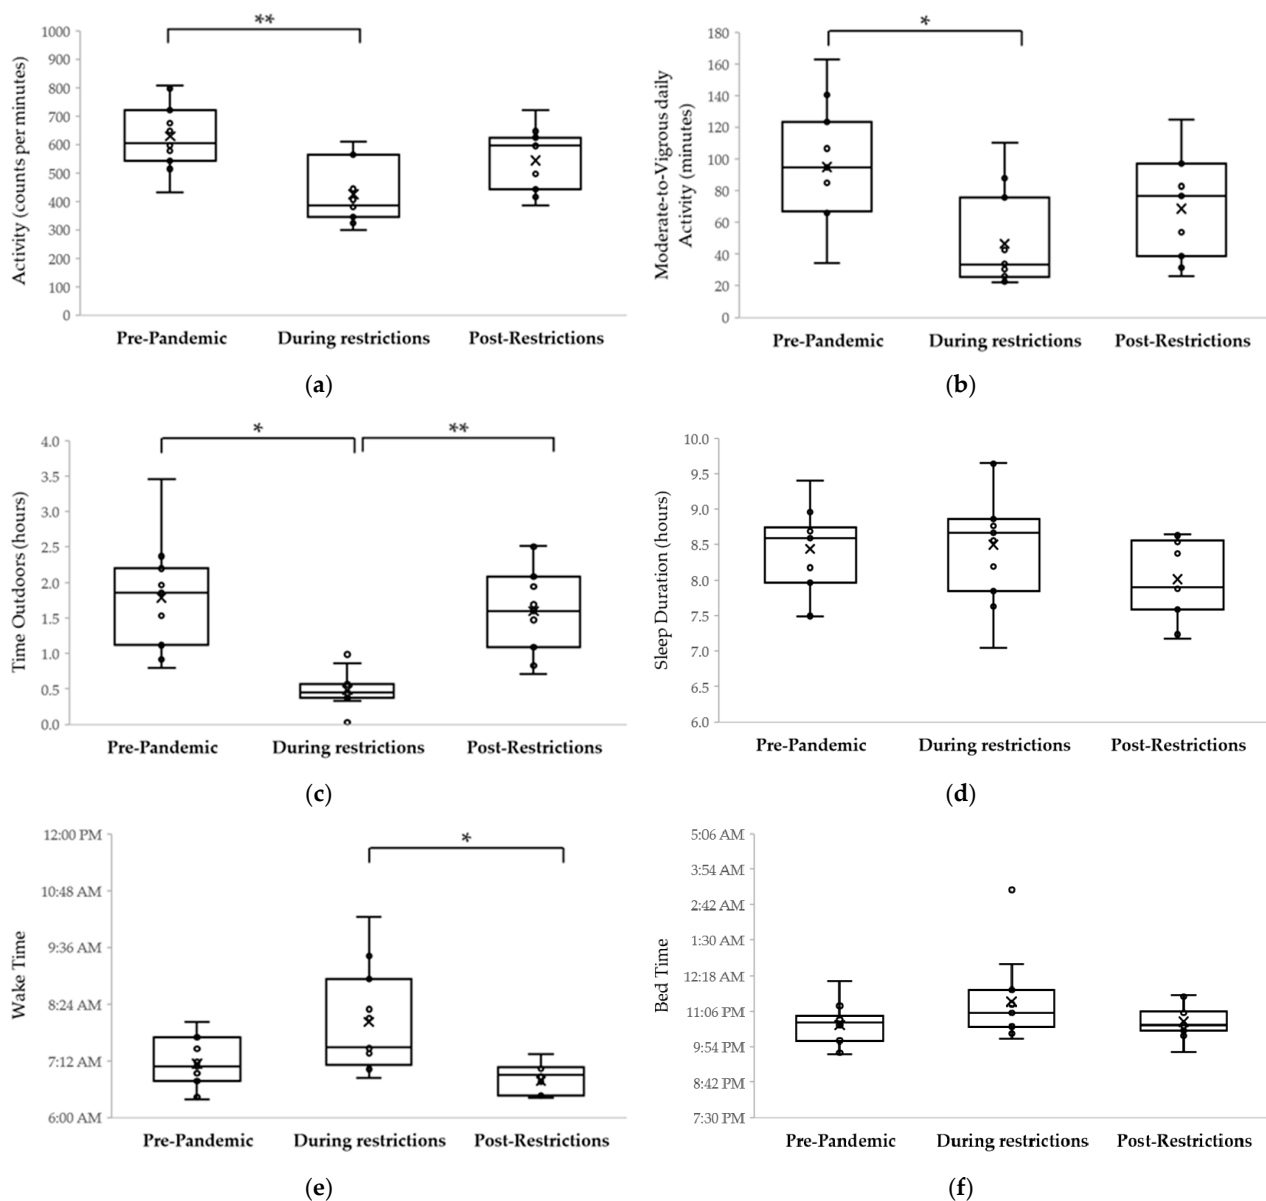 **
1000
900
800
700
600
500
400
300
200
100
0
Activity (counts per minutes)
Pre-Pandemic During restrictions Post-Restrictions
(a)
*
180
160
140
120
100
80
60
40
20
0
Moderate-to-Vigrous daily
Activity (minutes)
Pre-Pandemic During restrictions Post-Restrictions
(b)
* **
4.0
3.5
3.0
2.5
2.0
1.5
1.0
0.5
0.0
Time Outdoors (hours)
Pre-Pandemic During restrictions Post-Restrictions
(c)
10.0
9.5
9.0
8.5
8.0
7.5
7.0
6.5
6.0
Sleep Duration (hours)
Pre-Pandemic During restrictions Post-Restrictions
(d)
*
12:00 PM
10:48 AM
9:36 AM
8:24 AM
7:12 AM
6:00 AM
Wake Time
Pre-Pandemic During restrictions Post-Restrictions
(e)
5:06 AM
3:54 AM
2:42 AM
1:30 AM
12:18 AM
11:06 PM
9:54 PM
8:42 PM
7:30 PM
Bed Time
Pre-Pandemic During restrictions Post-Restrictions
(f)